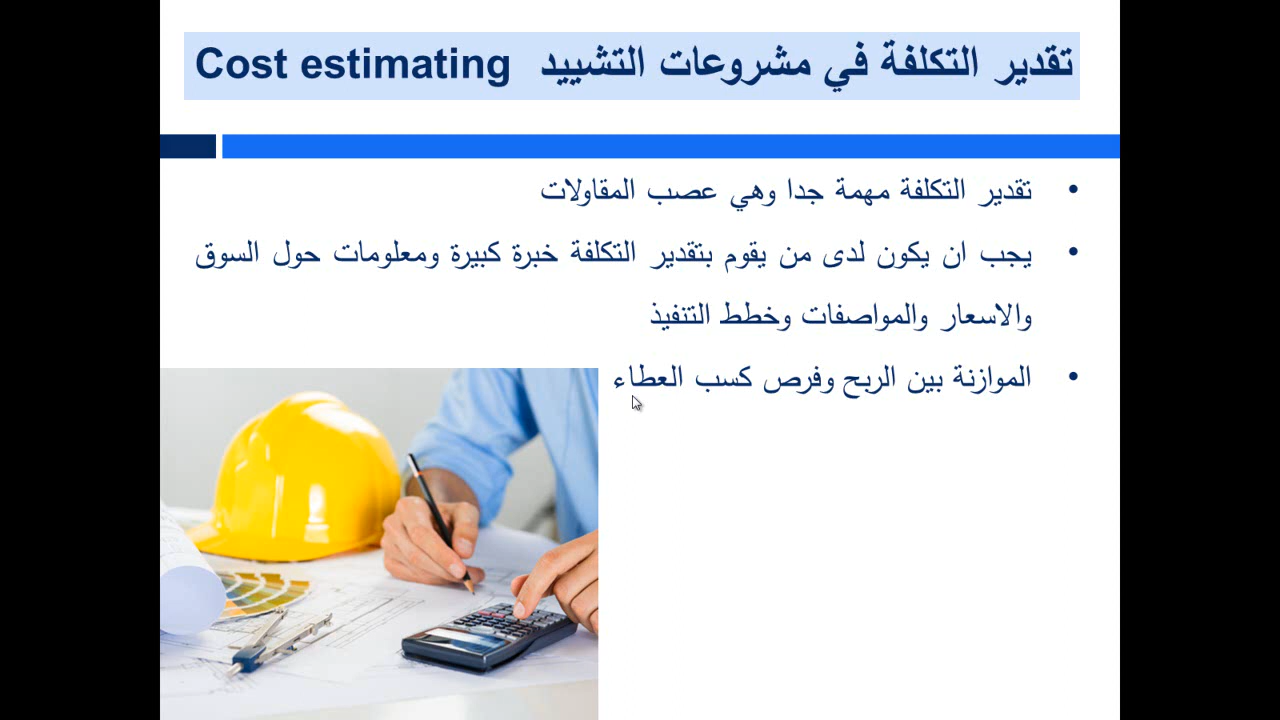 تقدير التكلفة في مشروعات التشييد Cost estimating
• تقدير التكلفة مهمة جدا وهي عصب المقاولات
• يجب ان يكون لدى من يقوم بتقدير التكلفة خبرة كبيرة ومعلومات حول السوق
والاسعار والمواصفات وخطط التنفيذ
• الموازنة بين الربح وفرص كسب العطاء